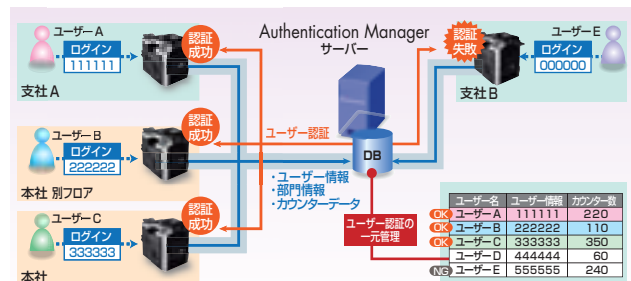 ユーザーA
ログイン
111111
認証
成功
支社A
Authentication Manager
サーバー
認証
失敗
ユーザーE
ログイン
000000
支社B
ユーザーB
ログイン
222222
認証
成功
本社 別フロア
ユーザー認証
DB
・ユーザー情報
・部門情報
・カウンターデータ
ユーザーC
ログイン
333333
認証
成功
本社
ユーザー認証の
一元管理
ユーザー名 ユーザー情報 カウンター数
OK ユーザーA 111111 220
OK ユーザーB 222222 110
OK ユーザーC 333333 350
ユーザーD 444444 60
NG ユーザーE 555555 240